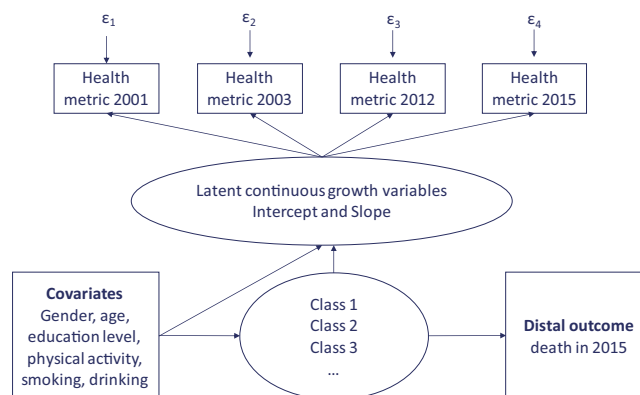 ε1
ε2
ε3
ε4
Health
metric 2001
Health
metric 2003
Health
metric 2012
Health
metric 2015
Latent continuous growth variables
Intercept and Slope
Covariates
Gender, age,
education level,
physical activity,
smoking, drinking
Class 1
Class 2
Class 3
...
Distal outcome
death in 2015